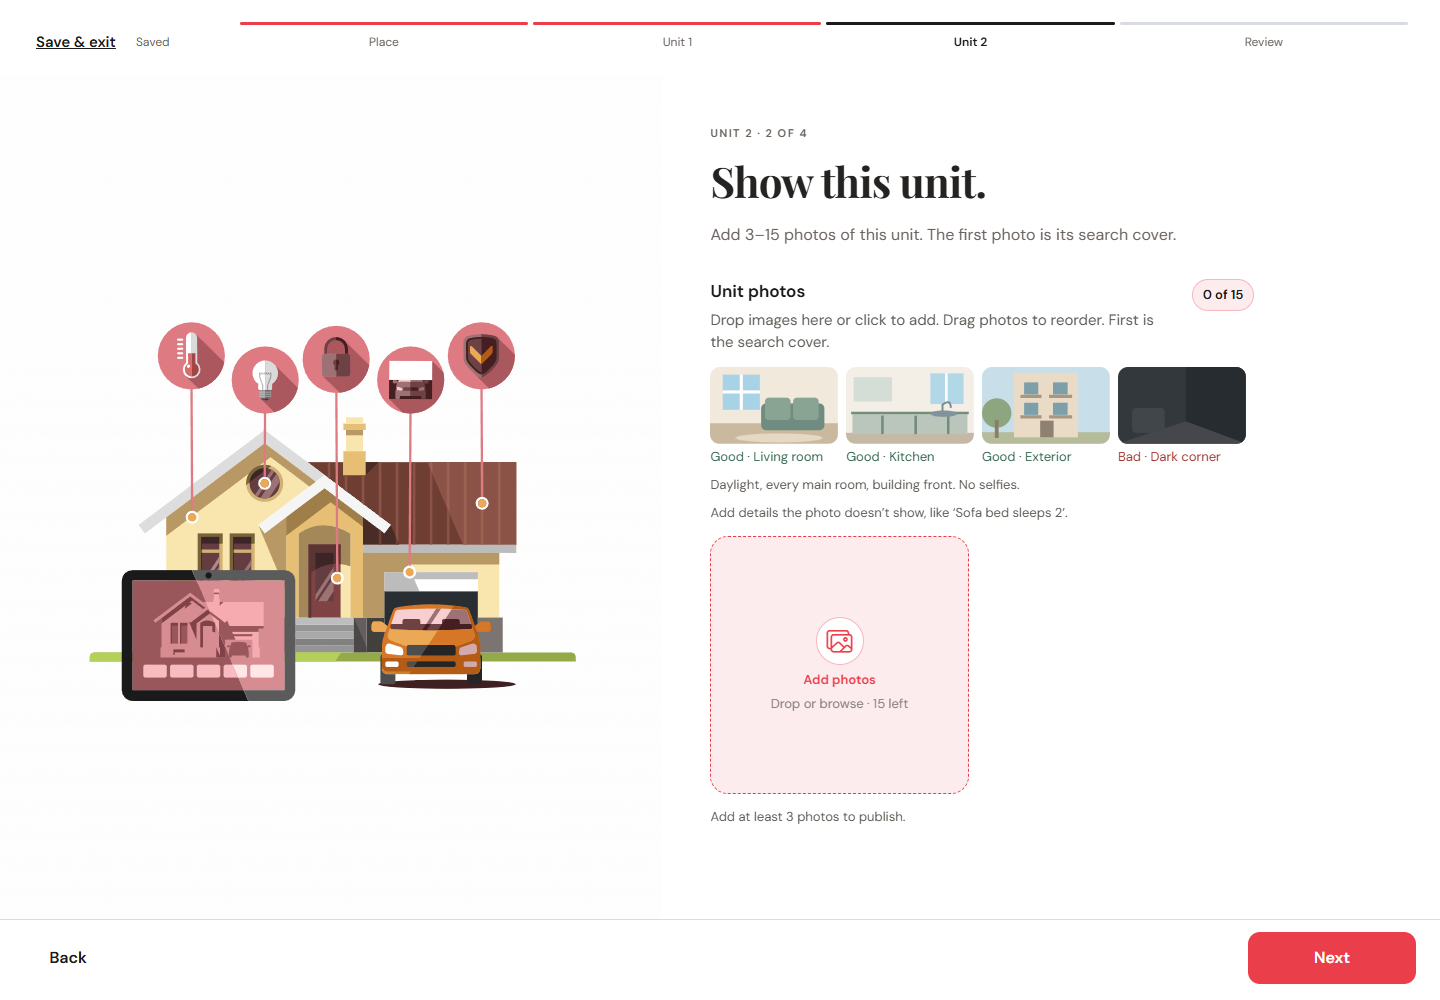 Save & exit
Saved
Place
Unit 1
Unit 2
Review
UNIT 2 · 2 OF 4
Show this unit.
Add 3–15 photos of this unit. The first photo is its search cover.
Unit photos
0 of 15
Drop images here or click to add. Drag photos to reorder. First is
the search cover.
Good · Living room
Good · Kitchen
Good · Exterior
Bad · Dark corner
Daylight, every main room, building front. No selfies.
Add details the photo doesn’t show, like ‘Sofa bed sleeps 2’.
Add photos
Drop or browse · 15 left
Add at least 3 photos to publish.
Back
Next